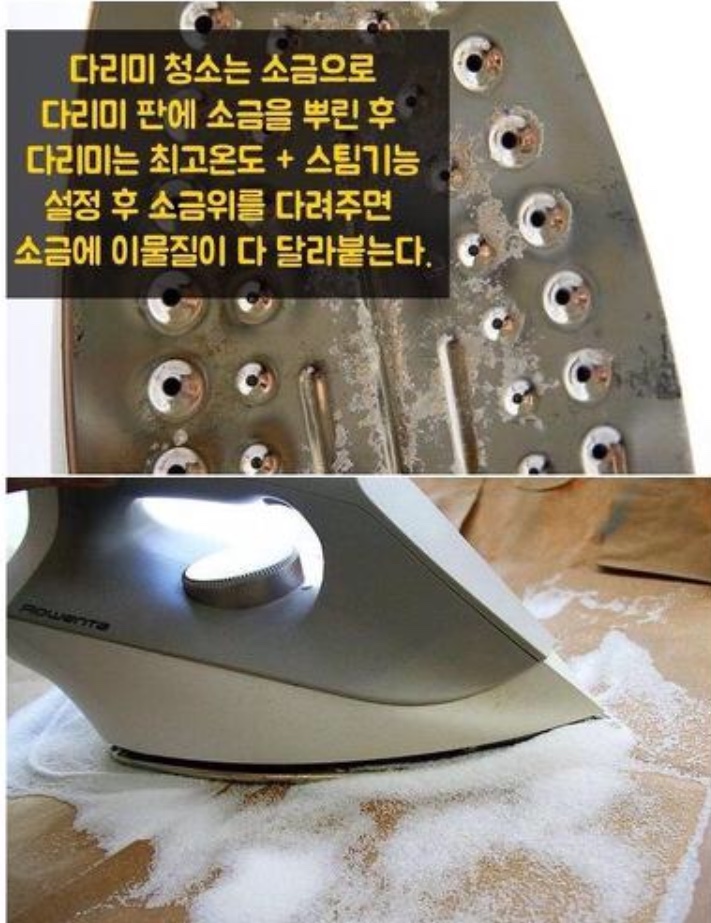 다리미 청소는 소금으로
다리미 판에 소금을 뿌린 후
다리미는 최고온도 + 스팀기능
설정 후 소금위를 다려주면
소금에 이물질이 다 달라붙는다.
Rowenta